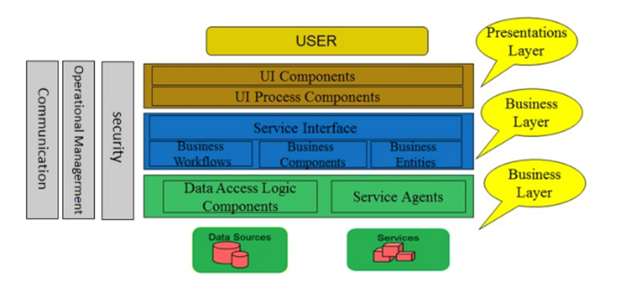 USER
Presentations
Layer
Communication
Operational Managerment
security
UI Components
UI Process Components
Service Interface
Business
Workflows
Business
Components
Business
Entities
Business
Layer
Data Access Logic
Components
Service Agents
Business
Layer
Data Sources
Services